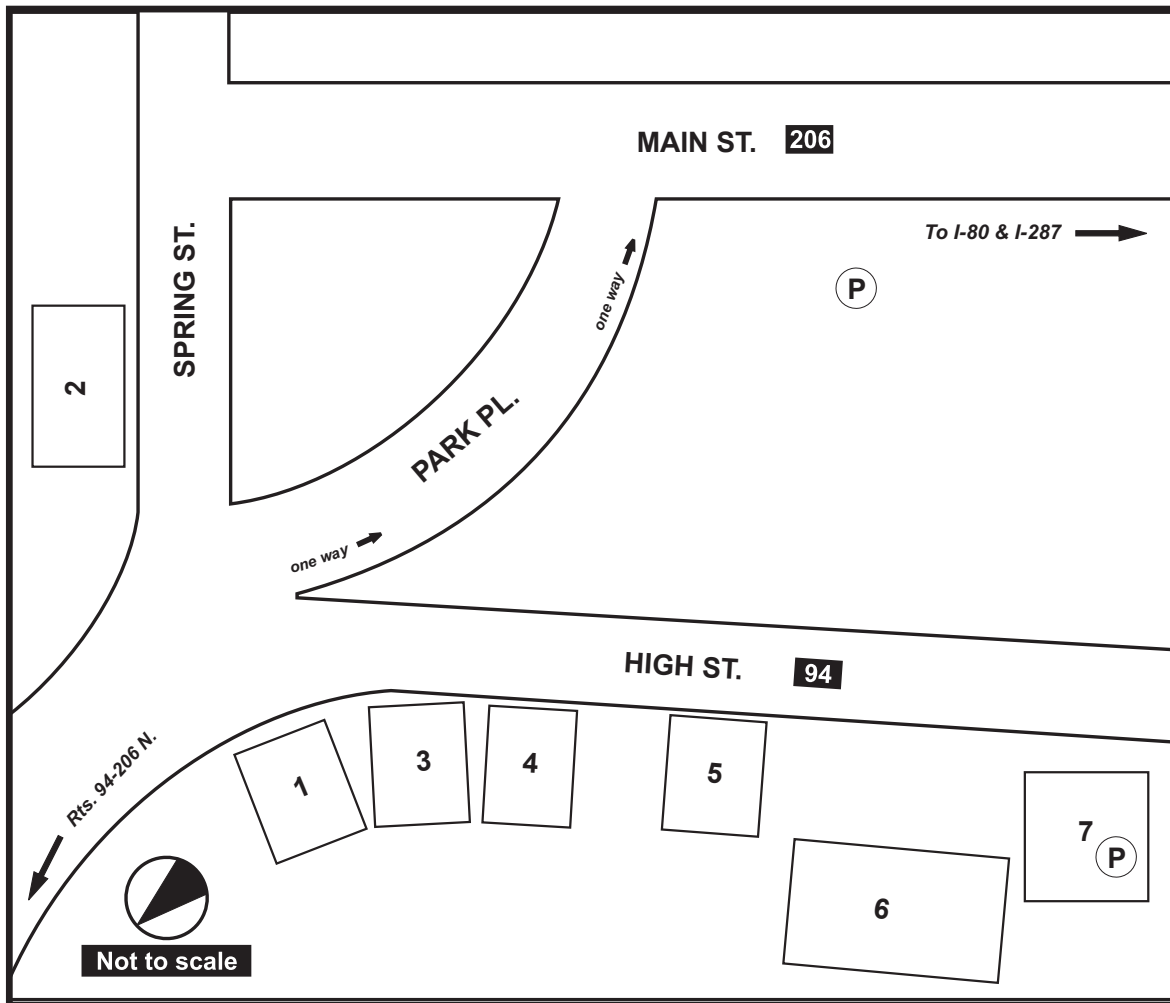 MAIN ST. 206
To I-80 & I-287
P
SPRING ST.
one way
2
PARK PL.
one way
HIGH ST. 94
Rts. 94-206 N.
1
3
4
5
6
7
P
Not to scale